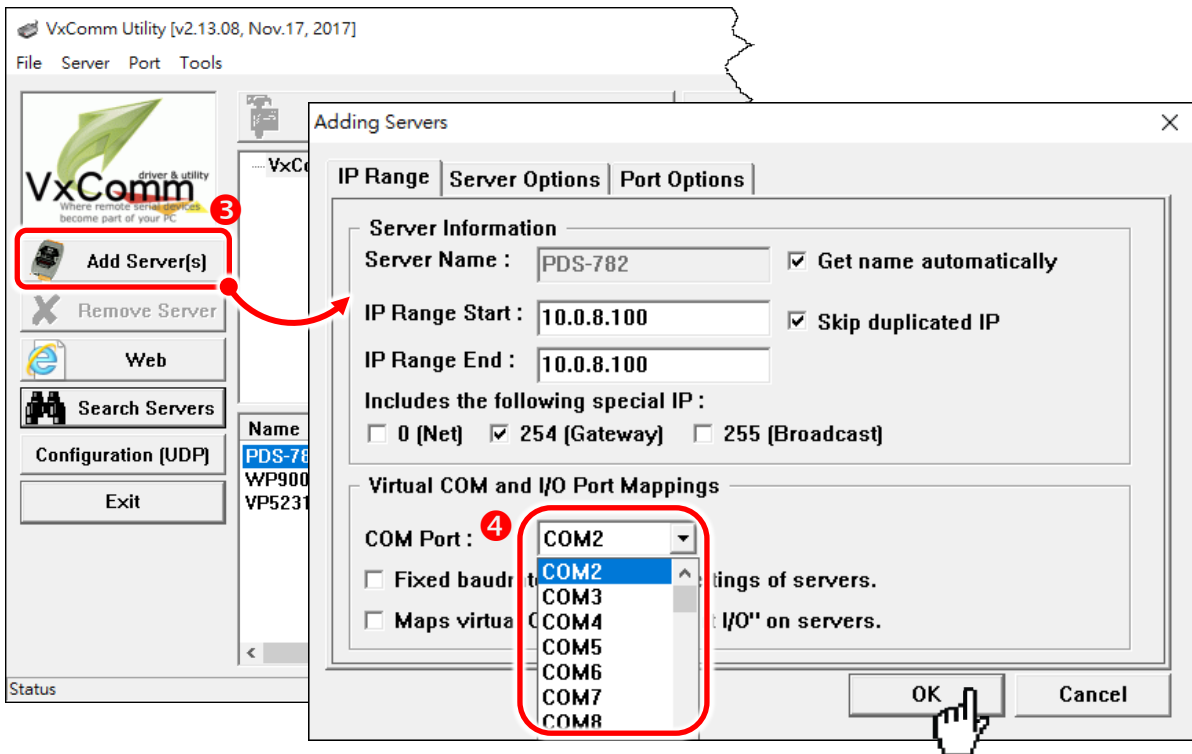 VxComm Utility [v2.13.08, Nov.17, 2017]
File Server Port Tools
driver & utility
VxComm
Where remote serial devices
become part of your PC
3
Add Server(s)
Remove Server
Web
Search Servers
Configuration (UDP)
Exit
VxCo
Name
PDS-78
WP900
VP5231
Status
Adding Servers
IP Range Server Options Port Options
Server Information
Server Name : PDS-782 Get name automatically
IP Range Start : 10.0.8.100 Skip duplicated IP
IP Range End : 10.0.8.100
Includes the following special IP :
0 (Net) 254 (Gateway) 255 (Broadcast)
Virtual COM and I/O Port Mappings
COM Port : 4 COM2
COM2
COM3
COM4
COM5
COM6
COM7
COM8
Fixed baudrat tings of servers.
Maps virtual I/O" on servers.
OK Cancel